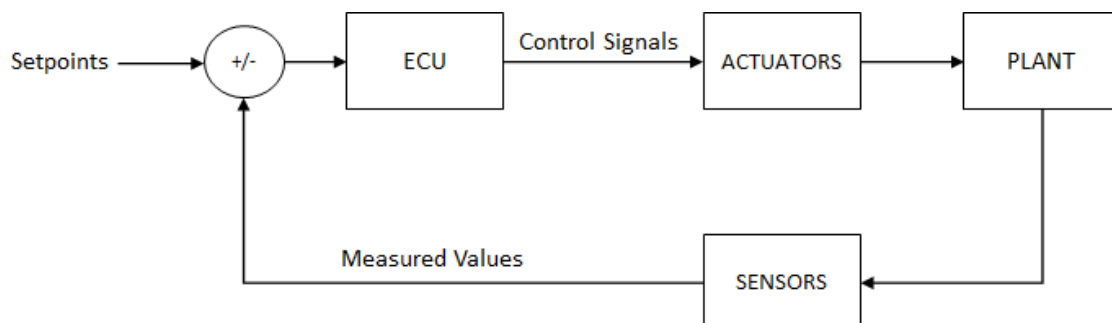 Setpoints
+/-
ECU
Control Signals
ACTUATORS
PLANT
Measured Values
SENSORS